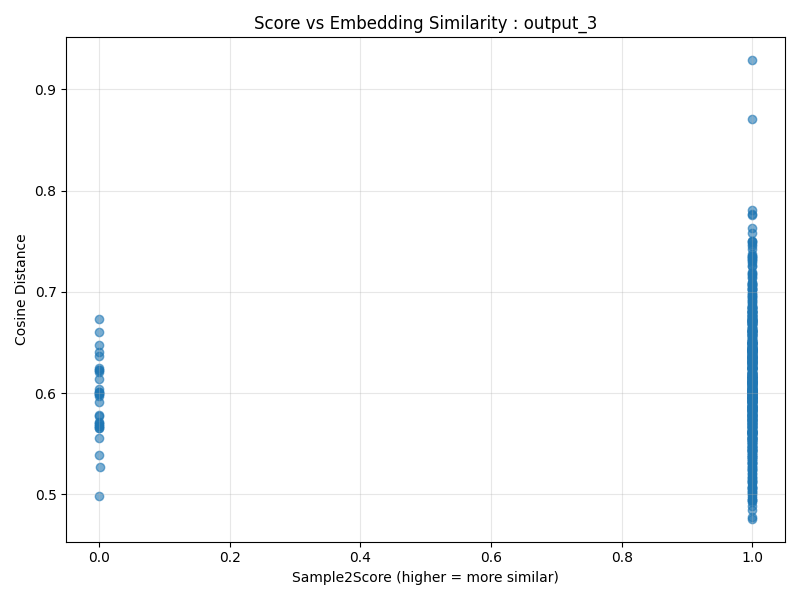 Score vs Embedding Similarity : output_3
Cosine Distance
0.9
0.8
0.7
0.6
0.5
0.0 0.2 0.4 0.6 0.8 1.0
Sample2Score (higher = more similar)